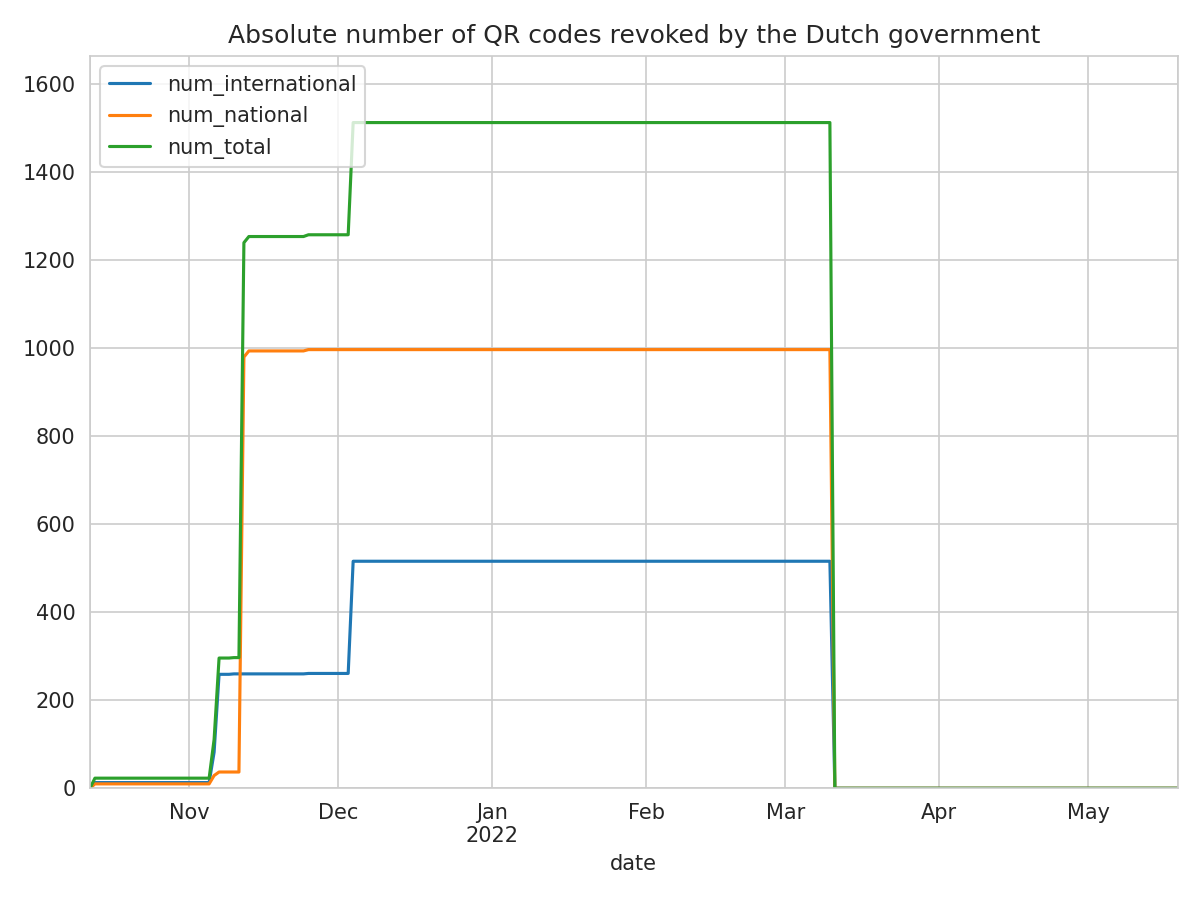 Absolute number of QR codes revoked by the Dutch government
num_international
num_national
num_total
1600
1400
1200
1000
800
600
400
200
0
Nov Dec Jan Feb Mar Apr May
2022
date